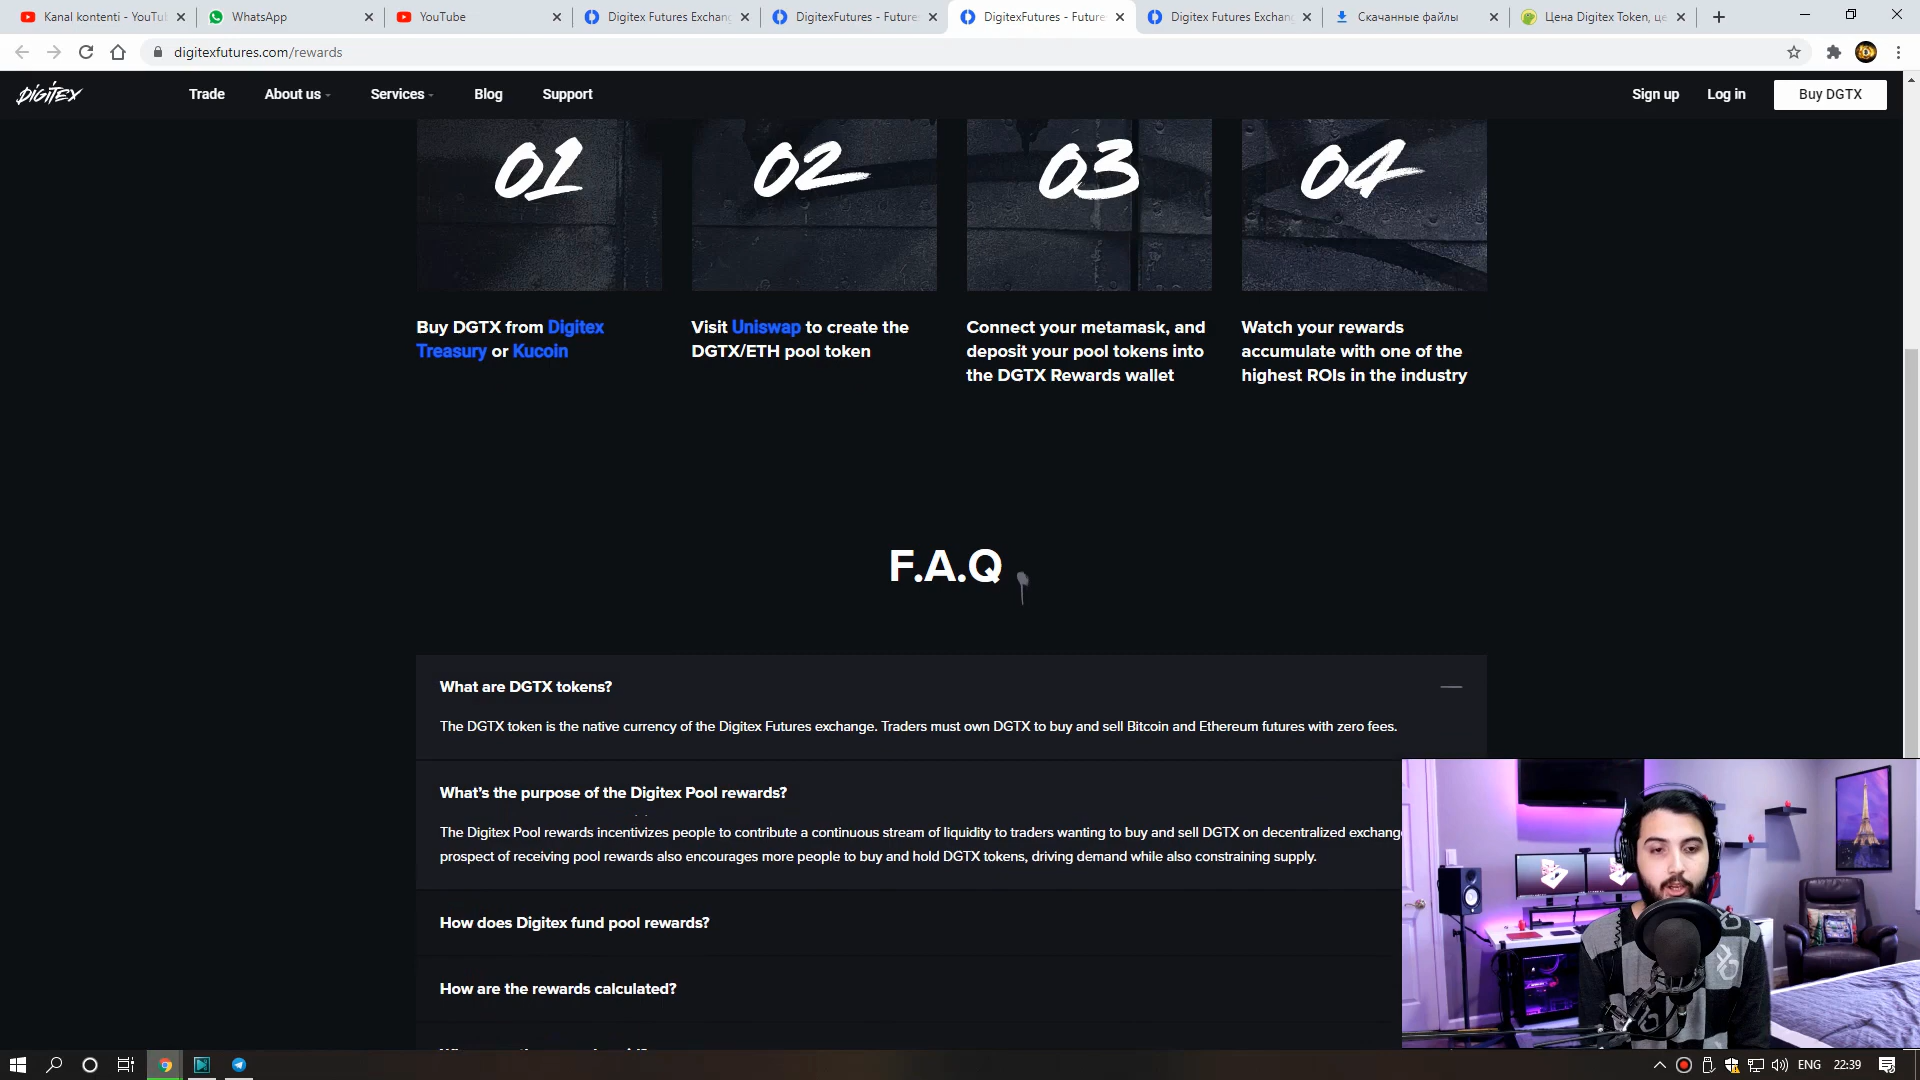 Kanal kontenti - YouTu
WhatsApp
YouTube
Digitex Futures Exchan
DigitexFutures - Future
DigitexFutures - Future
Digitex Futures Exchan
Скачанные файлы
Цена Digitex Token, це
digitexfutures.com/rewards
DIGITEX
Trade
About us
Services
Blog
Support
Sign up
Log in
Buy DGTX
01
02
03
04
Buy DGTX from Digitex
Treasury or Kucoin
Visit Uniswap to create the
DGTX/ETH pool token
Connect your metamask, and
deposit your pool tokens into
the DGTX Rewards wallet
Watch your rewards
accumulate with one of the
highest ROIs in the industry
F.A.Q
What are DGTX tokens?
The DGTX token is the native currency of the Digitex Futures exchange. Traders must own DGTX to buy and sell Bitcoin and Ethereum futures with zero fees.
What's the purpose of the Digitex Pool rewards?
The Digitex Pool rewards incentivizes people to contribute a continuous stream of liquidity to traders wanting to buy and sell DGTX on decentralized exchang
prospect of receiving pool rewards also encourages more people to buy and hold DGTX tokens, driving demand while also constraining supply.
How does Digitex fund pool rewards?
How are the rewards calculated?
ENG
22:39